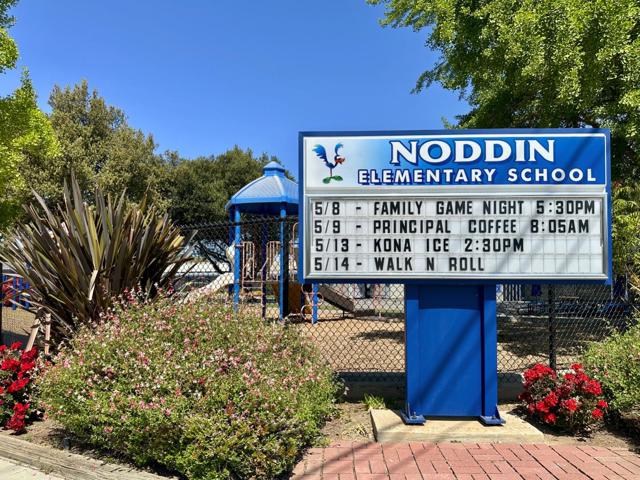 NODDIN
ELEMENTARY SCHOOL
5/8 - FAMILY GAME NIGHT 5:30PM
5/9 - PRINCIPAL COFFEE 8:05AM
5/13 - KONA ICE 2:30PM
5/14 - WALK N ROLL